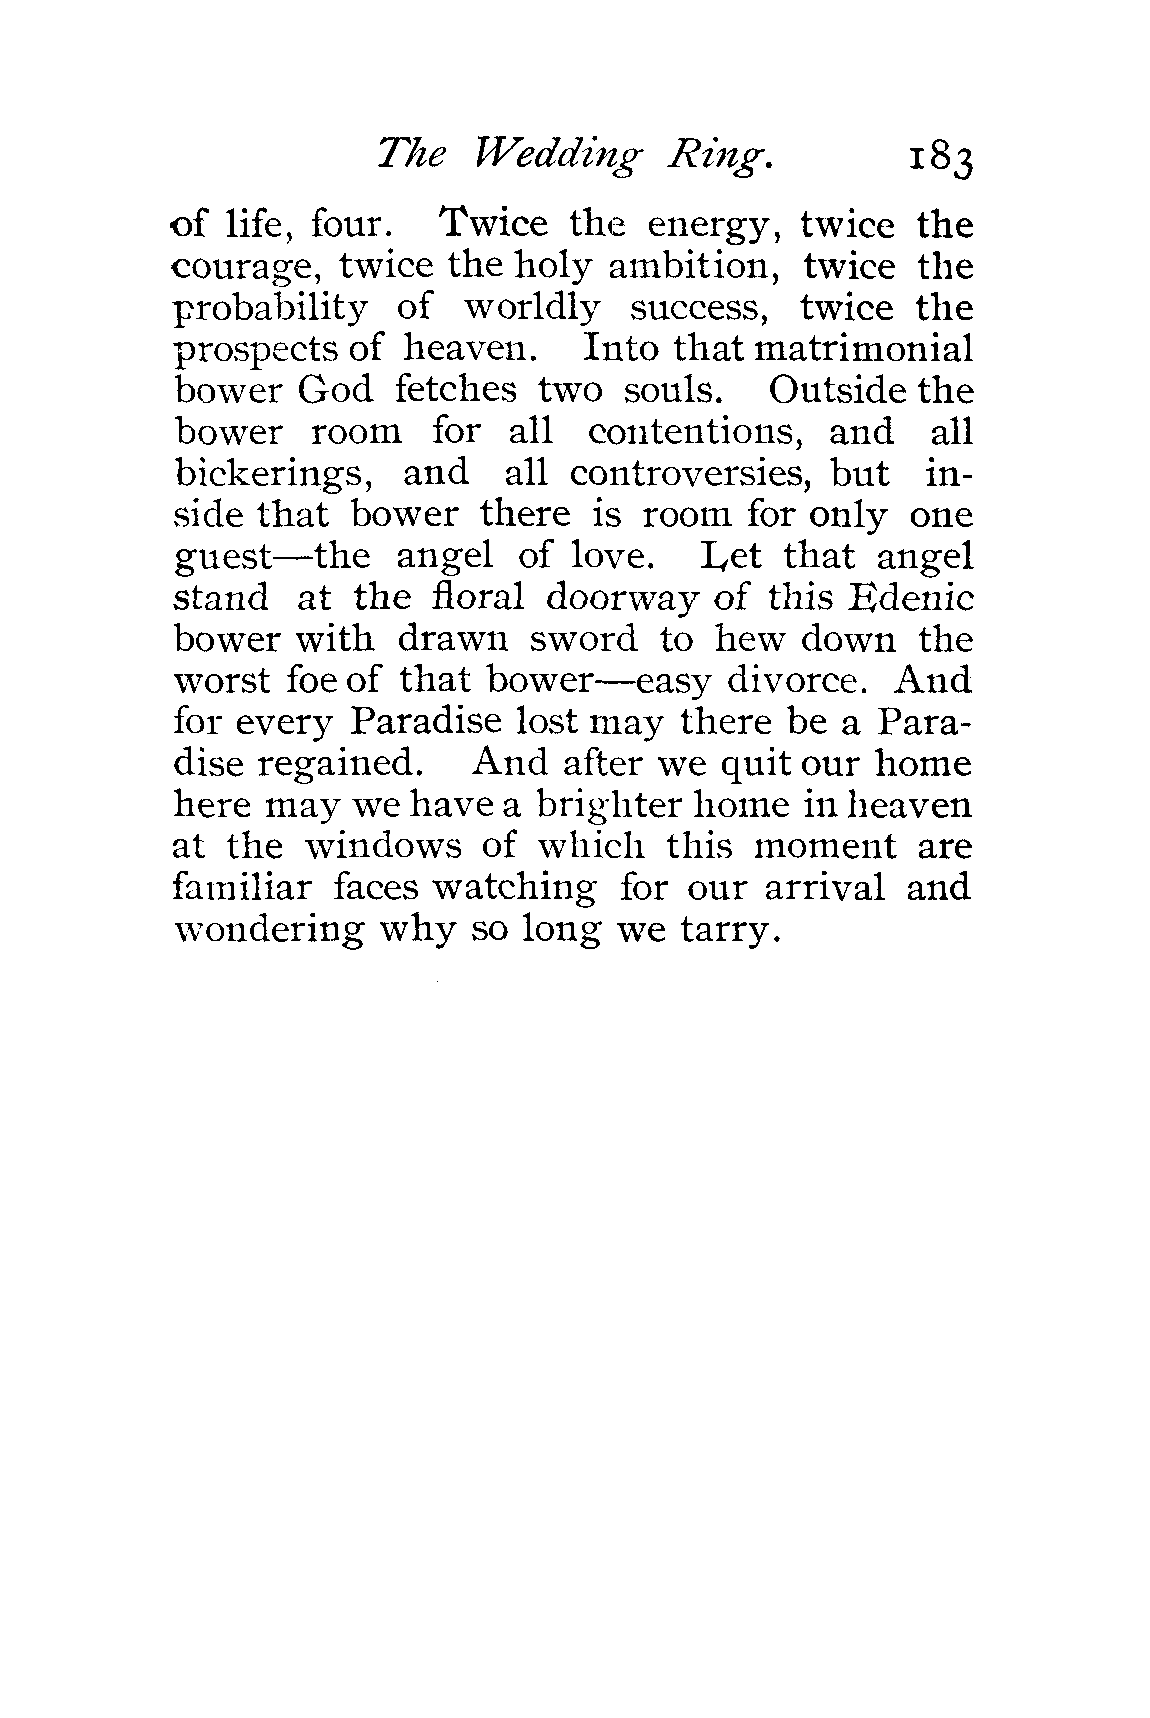 The Wedding Ring. 183
of life, four. Twice the energy, twice the
courage, twice the holy ambition, twice the
probability of worldly success, twice the
prospects of heaven. Into that matrimonial
bower God fetches two souls. Outside the
bower room for all contentions, and all
bickerings, and all controversies, but in-
side that bower there is room for only one
guest—the angel of love. Let that angel
stand at the floral doorway of this Edenic
bower with drawn sword to hew down the
worst foe of that bower—easy divorce. And
for every Paradise lost may there be a Para-
dise regained. And after we quit our home
here may we have a brighter home in heaven
at the windows of which this moment are
familiar faces watching for our arrival and
wondering why so long we tarry.